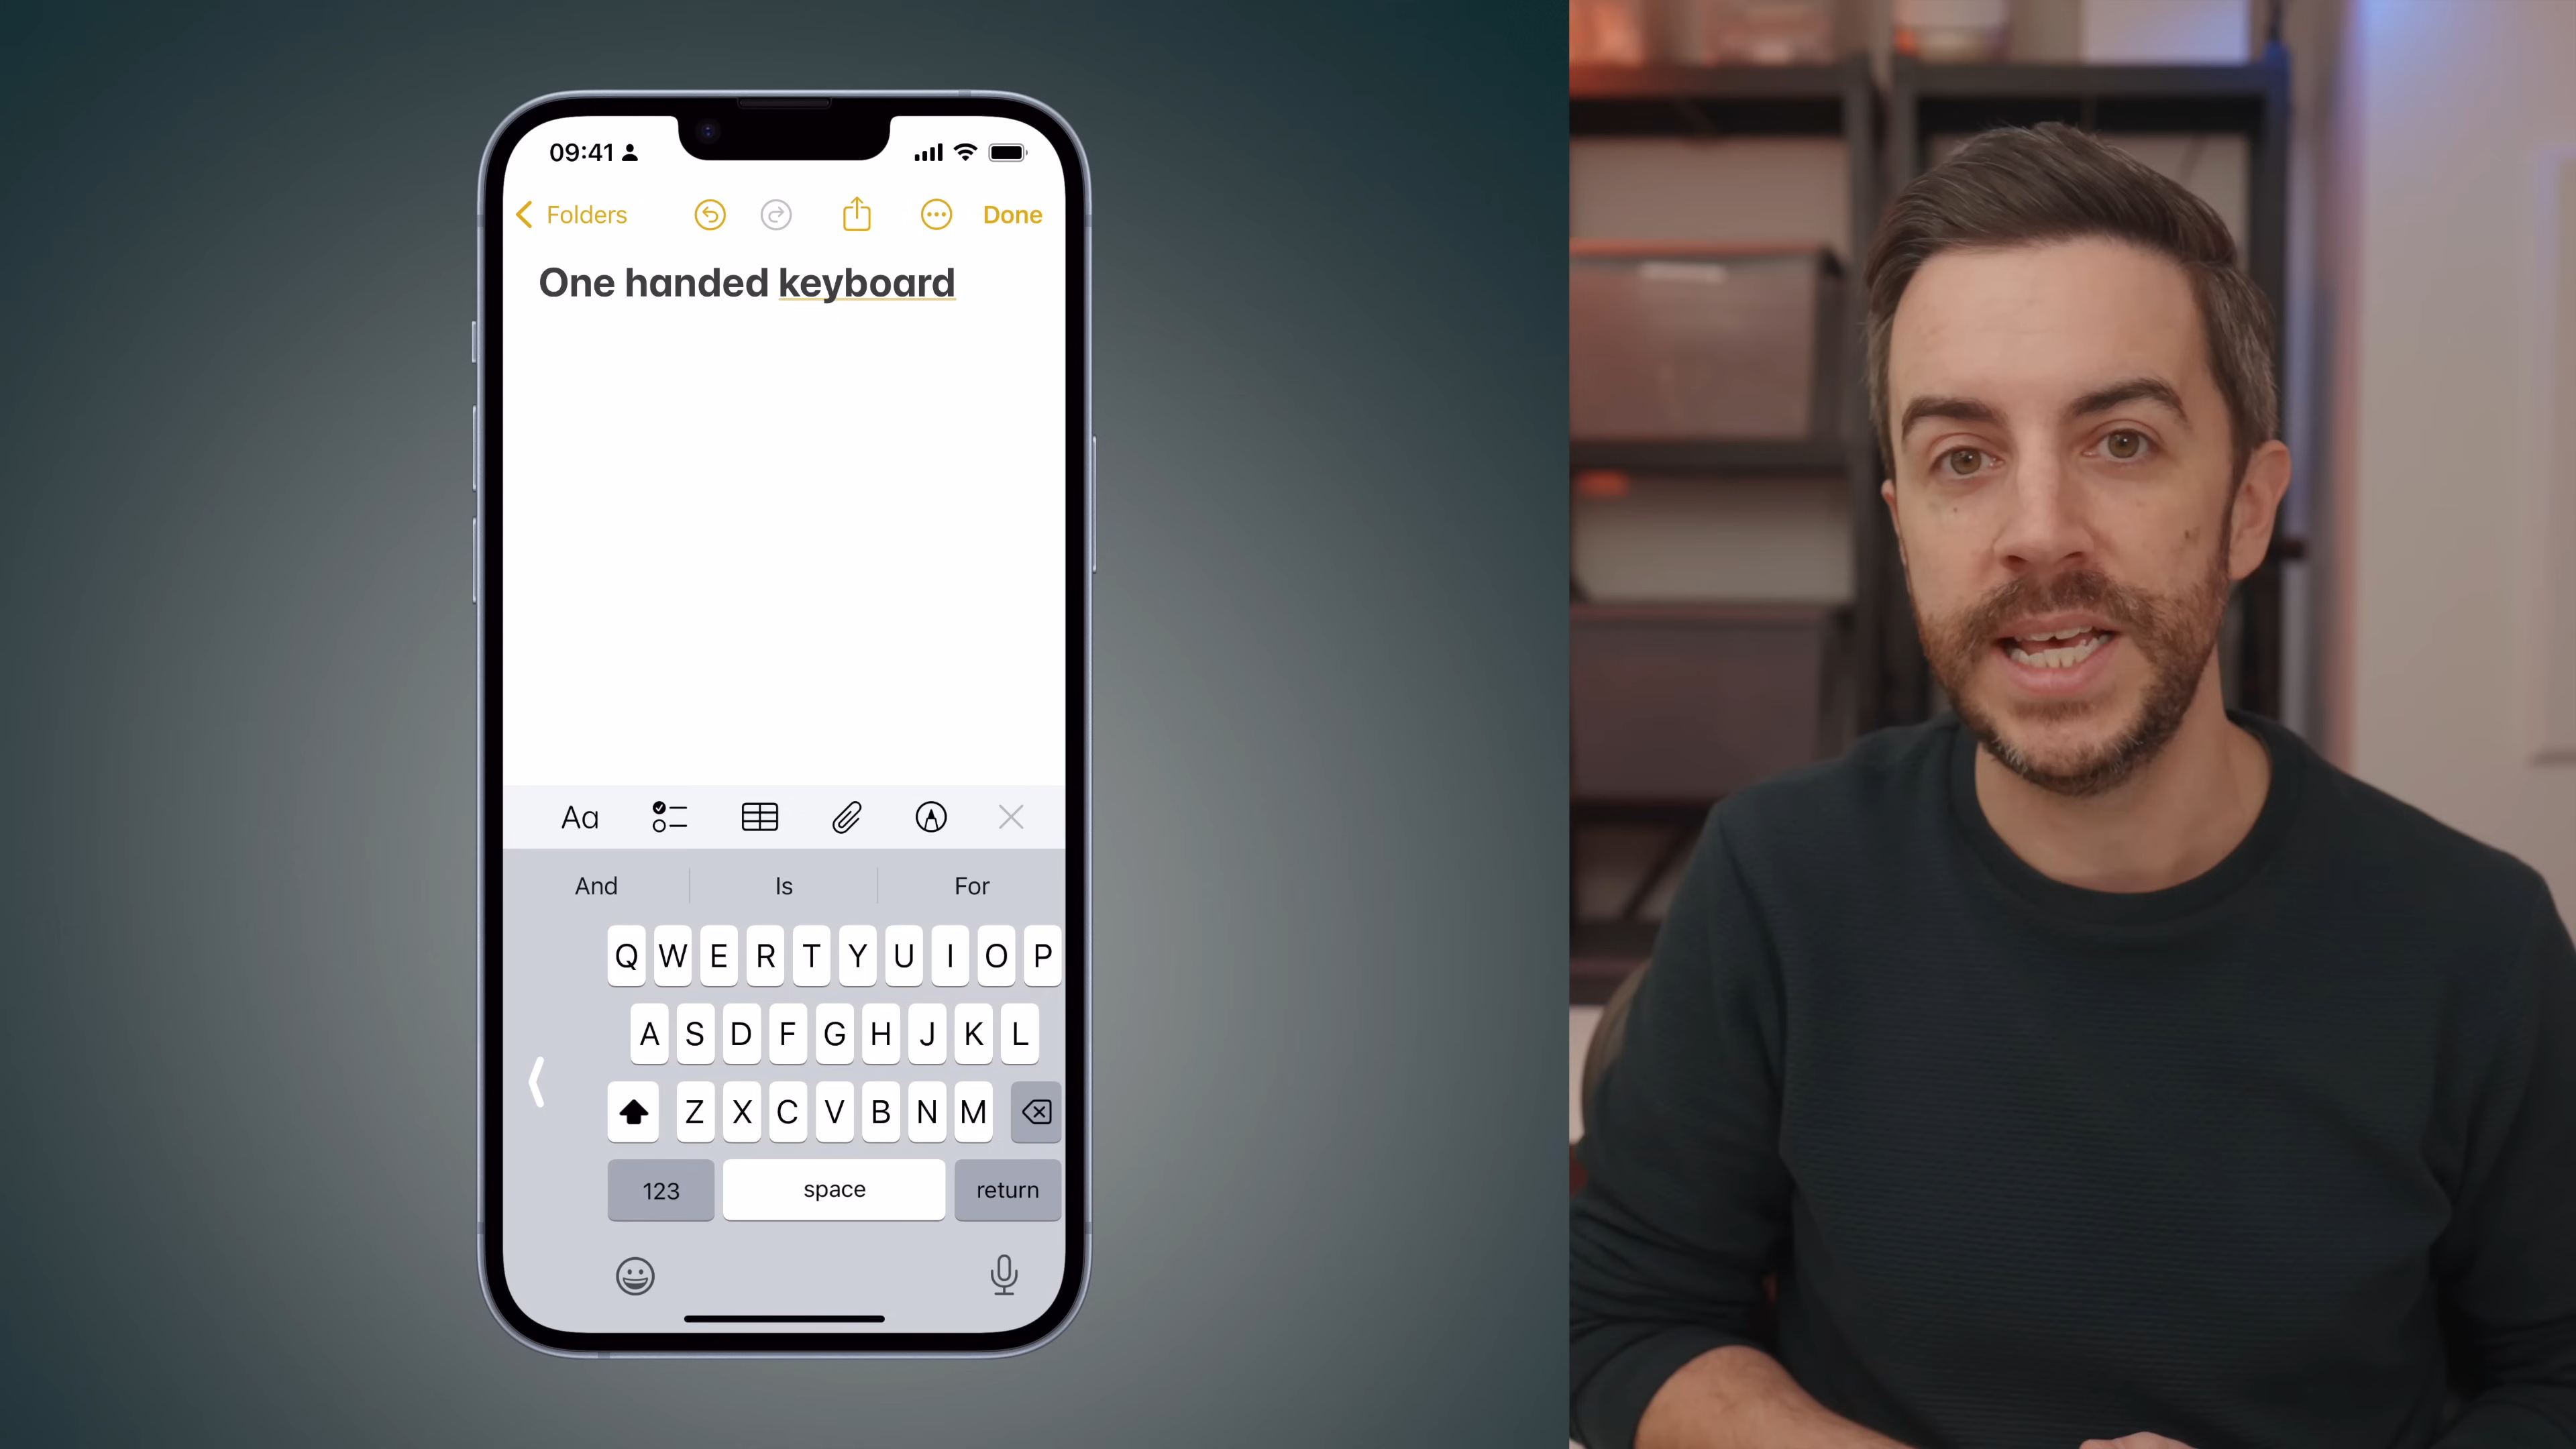 09:41
Folders Done
One handed keyboard
Aa
And Is For
Q W E R T Y U I O P
A S D F G H J K L
Z X C V B N M
123 space return